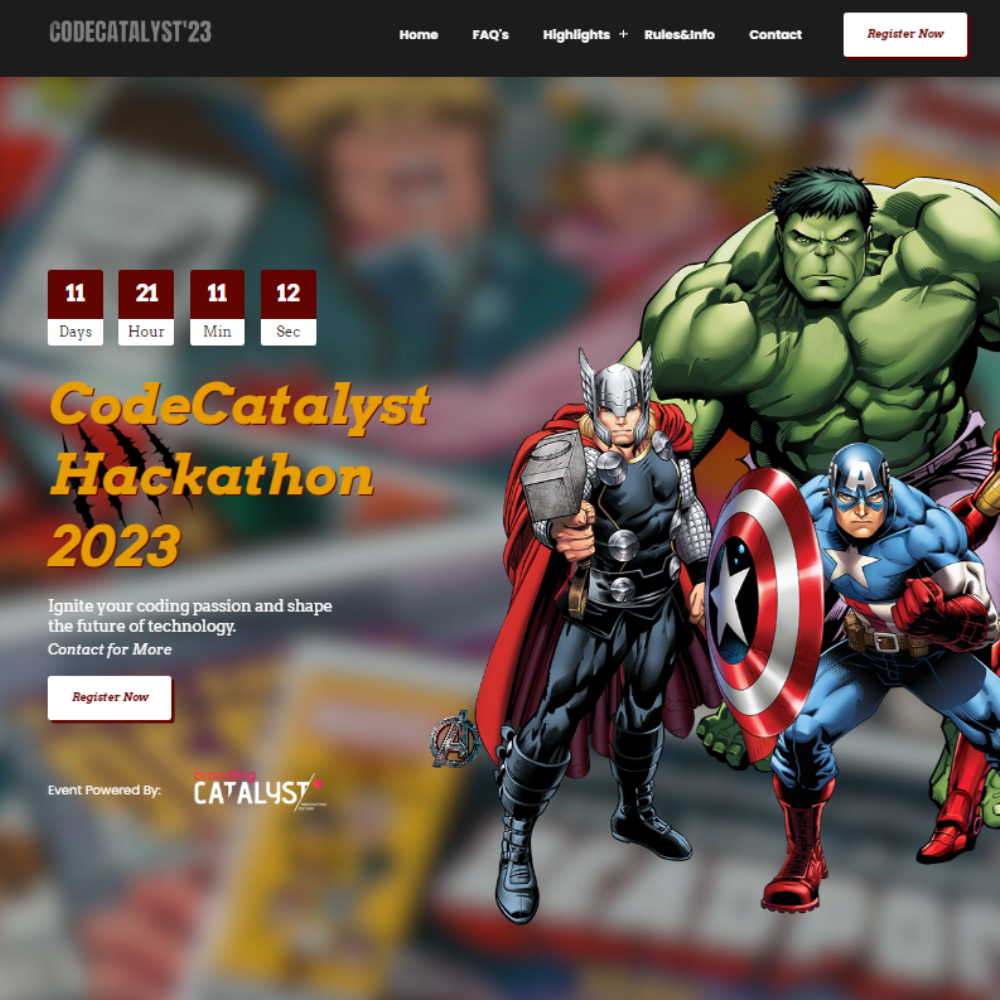 CODECATALYST'23
Home FAQ's Highlights + Rules&Info Contact Register Now
11 21 11 12
Days Hour Min Sec
CodeCatalyst
Hackathon
2023
Ignite your coding passion and shape
the future of technology.
Contact for More
Register Now
Event Powered By:
branding
CATALYST
A